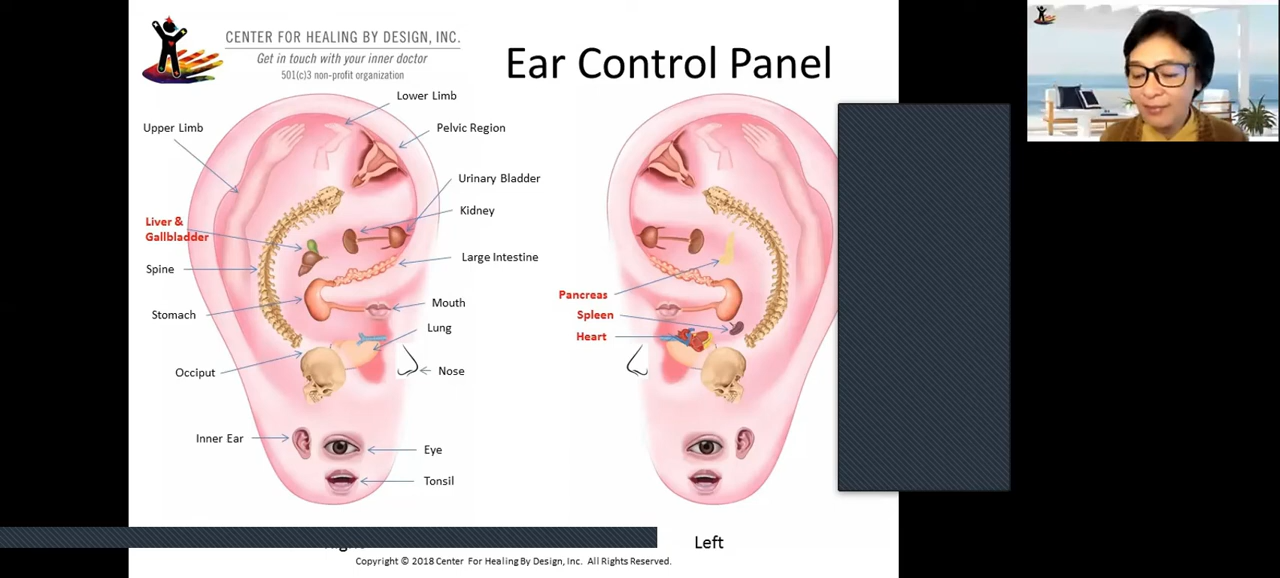 CENTER FOR HEALING BY DESIGN, INC.
Get in touch with your inner doctor
501(c)3 non-profit organization
Ear Control Panel
Lower Limb
Upper Limb
Pelvic Region
Urinary Bladder
Kidney
Liver &
Gallbladder
Spine
Large Intestine
Stomach
Mouth
Lung
Occiput
Nose
Inner Ear
Eye
Tonsil
Pancreas
Spleen
Heart
Left
Copyright © 2018 Center For Healing By Design, Inc. All Rights Reserved.